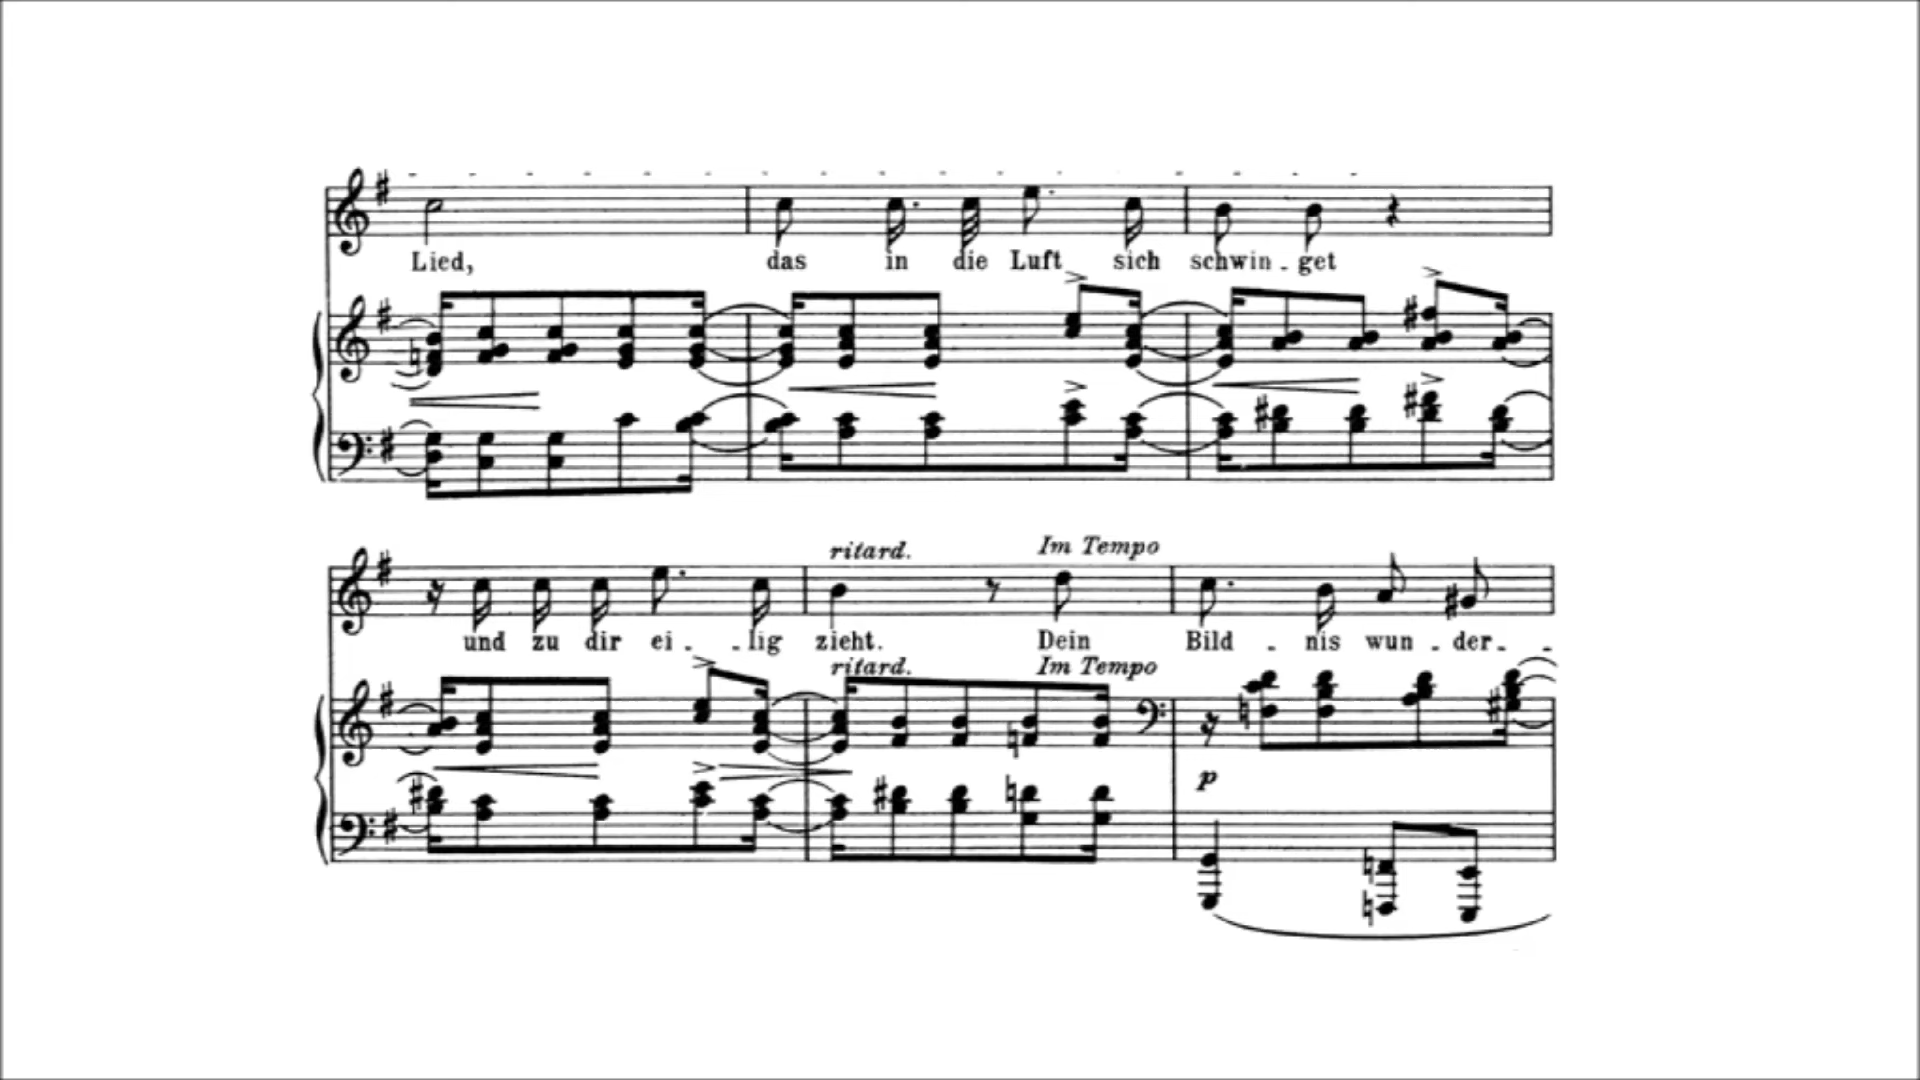 Lied, das in die Luft sich schwin - get
ritard. Im Tempo
und zu dir ei - - lig zieht. Dein Bild - nis wun - der - -
ritard. Im Tempo
p